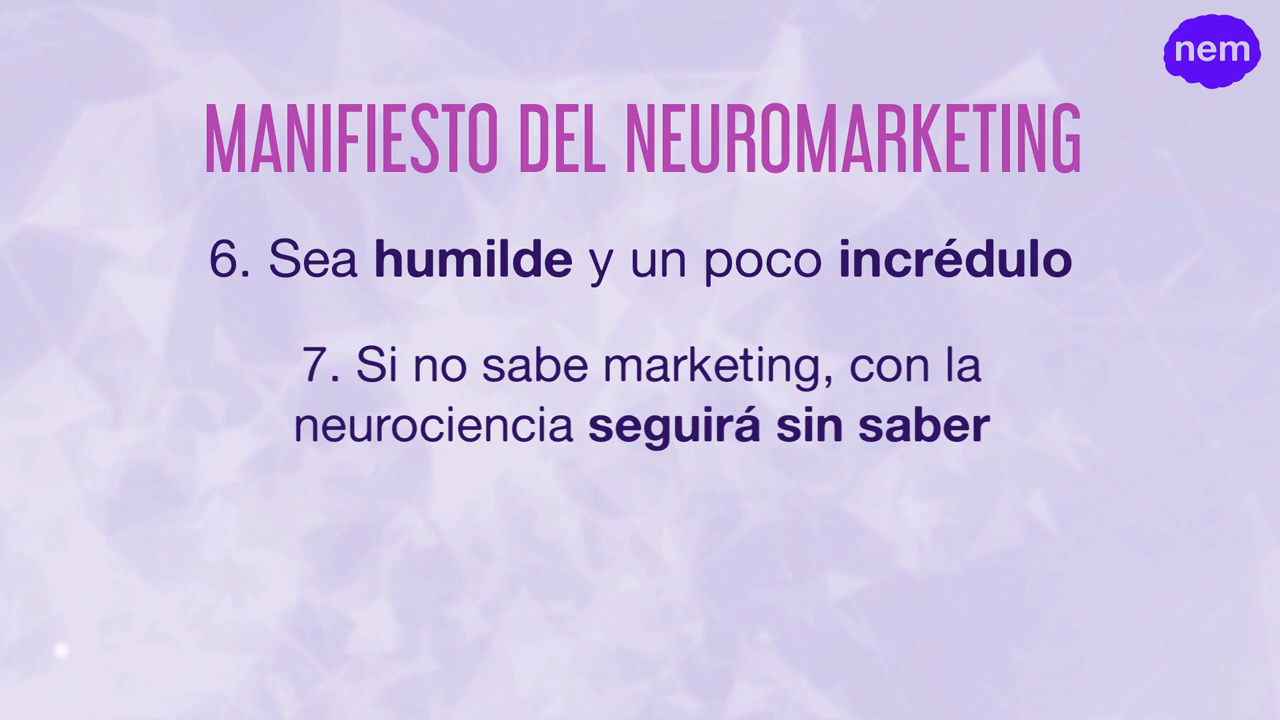 nem
MANIFIESTO DEL NEUROMARKETING
6. Sea humilde y un poco incrédulo
7. Si no sabe marketing, con la
neurociencia seguirá sin saber